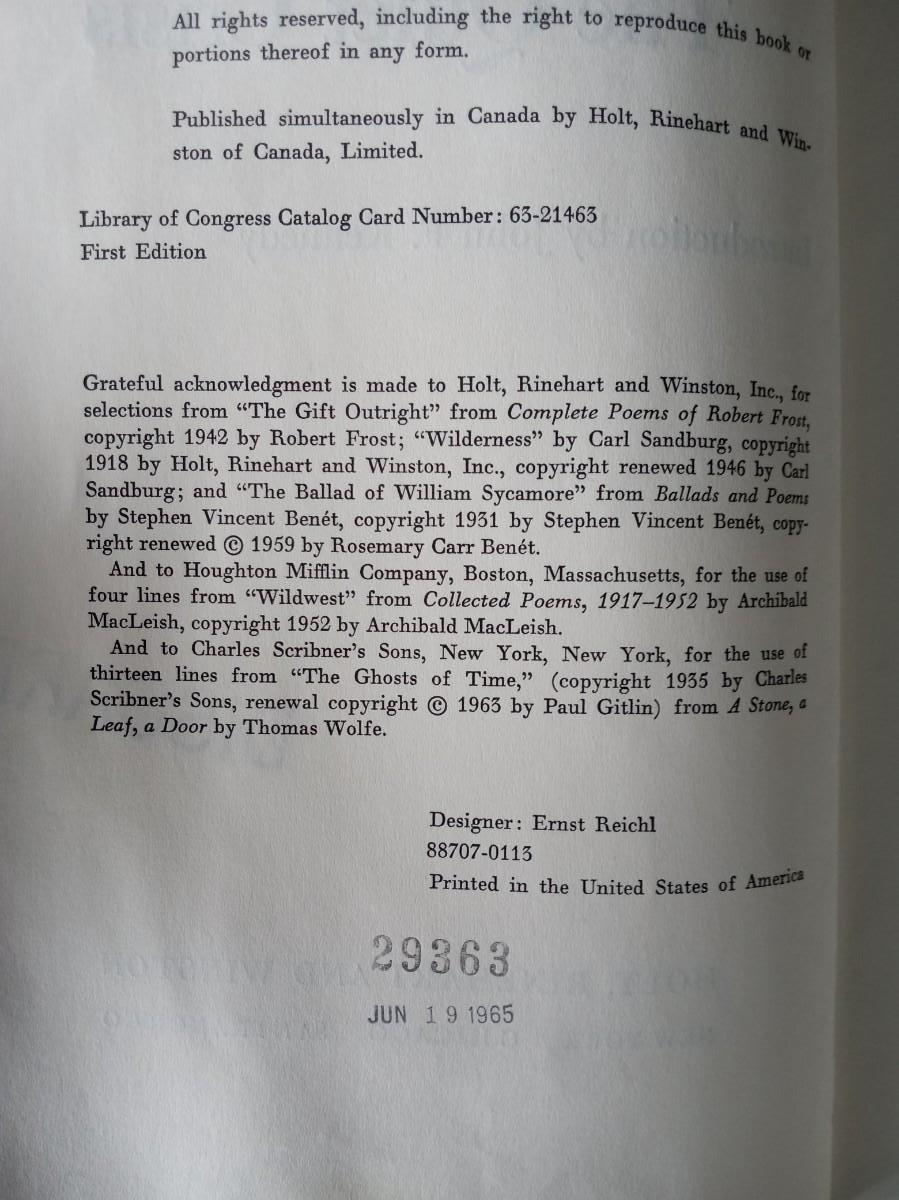 All rights reserved, including the right to reproduce this book or
portions thereof in any form.
Published simultaneously in Canada by Holt, Rinehart and Win-
ston of Canada, Limited.
Library of Congress Catalog Card Number: 63-21463
First Edition
Grateful acknowledgment is made to Holt, Rinehart and Winston, Inc., for
selections from “The Gift Outright” from Complete Poems of Robert Frost,
copyright 1942 by Robert Frost; “Wilderness” by Carl Sandburg, copyright
1918 by Holt, Rinehart and Winston, Inc., copyright renewed 1946 by Carl
Sandburg; and “The Ballad of William Sycamore” from Ballads and Poems
by Stephen Vincent Benét, copyright 1931 by Stephen Vincent Benét, copy-
right renewed © 1959 by Rosemary Carr Benét.
And to Houghton Mifflin Company, Boston, Massachusetts, for the use of
four lines from “Wildwest” from Collected Poems, 1917–1952 by Archibald
MacLeish, copyright 1952 by Archibald MacLeish.
And to Charles Scribner’s Sons, New York, New York, for the use of
thirteen lines from “The Ghosts of Time,” (copyright 1935 by Charles
Scribner’s Sons, renewal copyright © 1963 by Paul Gitlin) from A Stone, a
Leaf, a Door by Thomas Wolfe.
Designer: Ernst Reichl
88707-0113
Printed in the United States of America
29363
JUN 19 1965